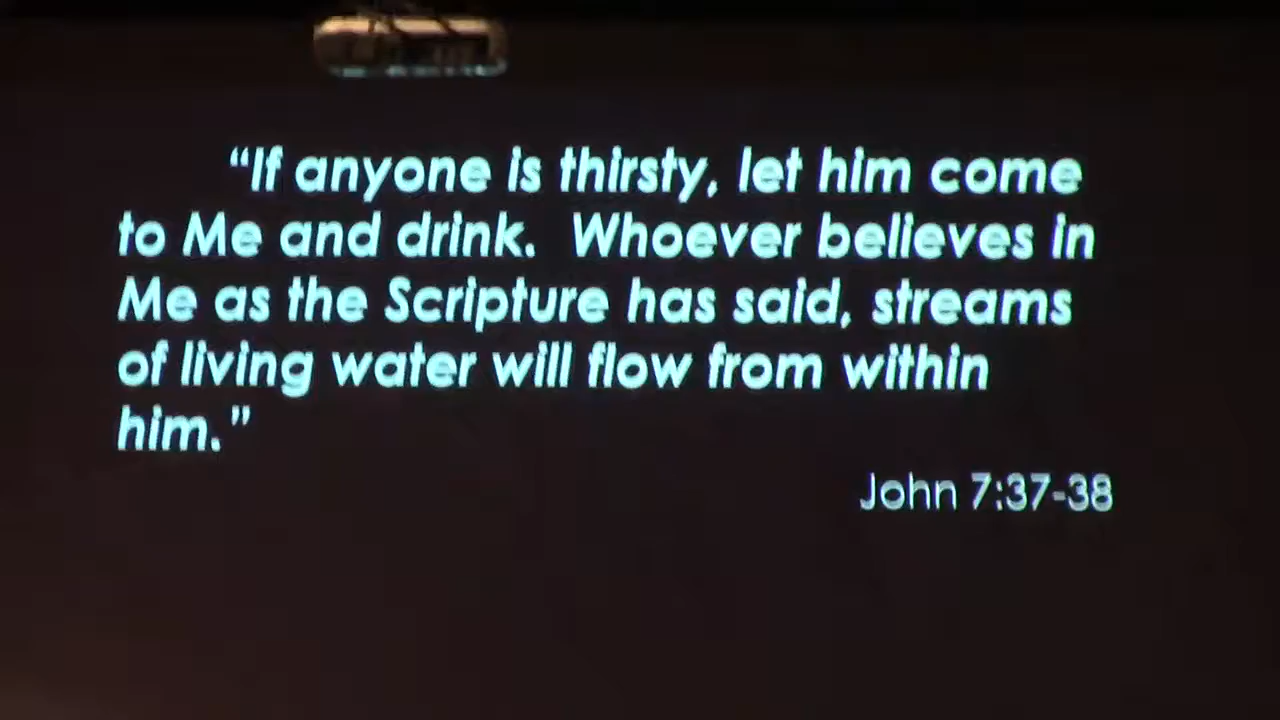 “If anyone is thirsty, let him come
to Me and drink.  Whoever believes in
Me as the Scripture has said, streams
of living water will flow from within
him.”
John 7:37-38